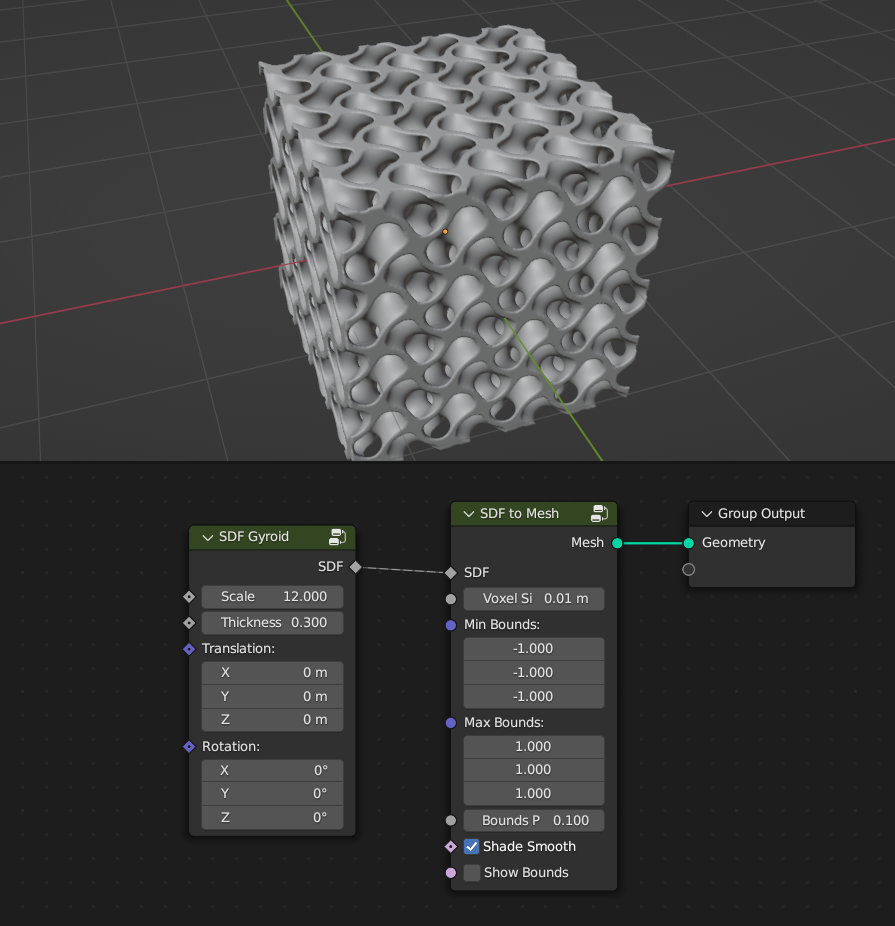 SDF Gyroid
SDF
Scale 12.000
Thickness 0.300
Translation:
X 0 m
Y 0 m
Z 0 m
Rotation:
X 0°
Y 0°
Z 0°
SDF to Mesh
Mesh
SDF
Voxel Si 0.01 m
Min Bounds:
-1.000
-1.000
-1.000
Max Bounds:
1.000
1.000
1.000
Bounds P 0.100
Shade Smooth
Show Bounds
Group Output
Geometry